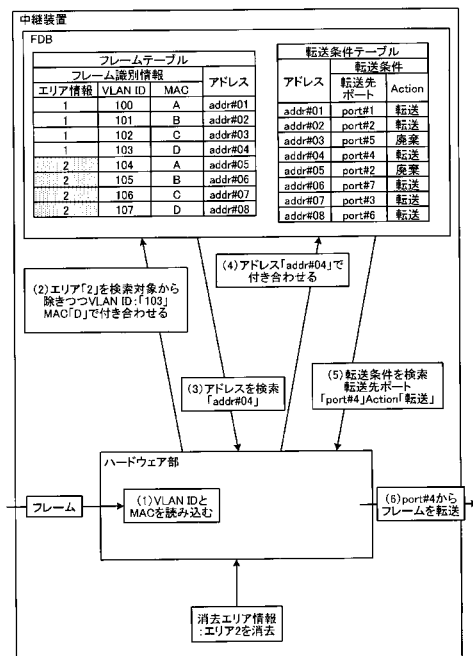 中継装置
FDB
フレームテーブル
フレーム識別情報 アドレス
エリア情報 VLAN ID MAC
1 100 A addr#01
1 101 B addr#02
1 102 C addr#03
1 103 D addr#04
2 104 A addr#05
2 105 B addr#06
2 106 C addr#07
2 107 D addr#08
転送条件テーブル
アドレス 転送条件
転送先ポート Action
addr#01 port#1 転送
addr#02 port#2 転送
addr#03 port#5 廃棄
addr#04 port#4 転送
addr#05 port#2 廃棄
addr#06 port#7 転送
addr#07 port#3 転送
addr#08 port#6 転送
(2)エリア「2」を検索対象から
除きつつVLAN ID:「103」
MAC「D」で付き合わせる
(4)アドレス「addr#04」で
付き合わせる
(3)アドレスを検索
「addr#04」
(5)転送条件を検索
転送先ポート
「port#4」Action「転送」
ハードウェア部
フレーム
(1)VLAN IDと
MACを読み込む
(6)port#4から
フレームを転送
消去エリア情報
:エリア2を消去